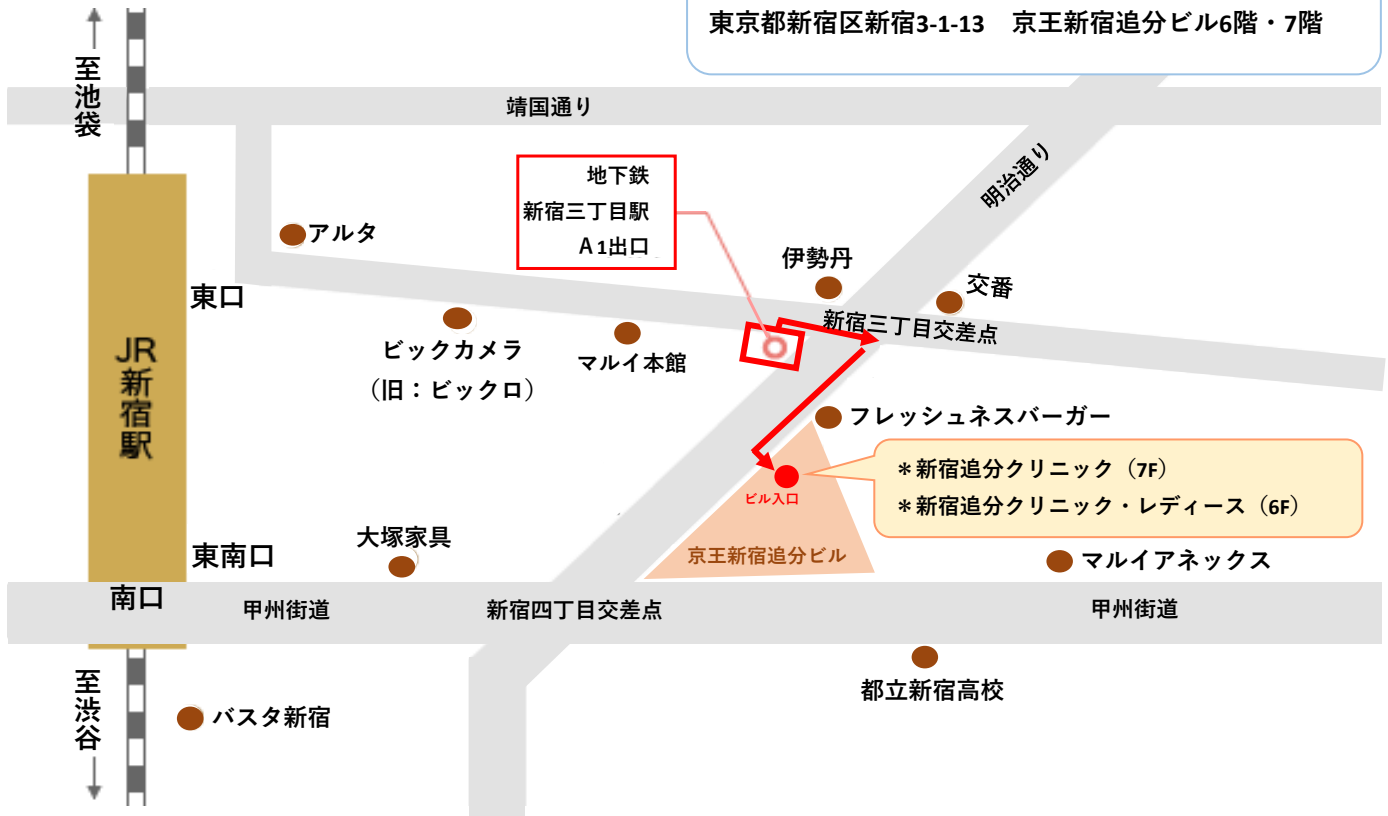 東京都新宿区新宿3-1-13　京王新宿追分ビル6階・7階
至池袋
靖国通り
明治通り
地下鉄
新宿三丁目駅
A1出口
アルタ
伊勢丹
交番
東口
新宿三丁目交差点
JR新宿駅
ビックカメラ
（旧：ビックロ）
マルイ本館
フレッシュネスバーガー
＊新宿追分クリニック（7F）
＊新宿追分クリニック・レディース（6F）
ビル入口
大塚家具
東南口
京王新宿追分ビル
マルイアネックス
南口
甲州街道
新宿四丁目交差点
甲州街道
至渋谷
都立新宿高校
バスタ新宿